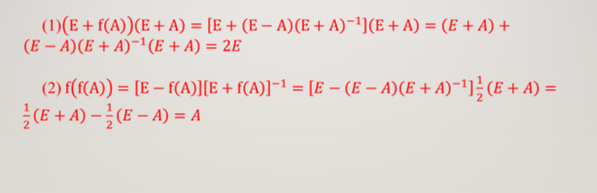 (1)(E + f(A))(E + A) = [E + (E − A)(E + A)⁻¹](E + A) = (E + A) +
(E − A)(E + A)⁻¹(E + A) = 2E
(2) f(f(A)) = [E − f(A)][E + f(A)]⁻¹ = [E − (E − A)(E + A)⁻¹]½(E + A) =
½(E + A) − ½(E − A) = A